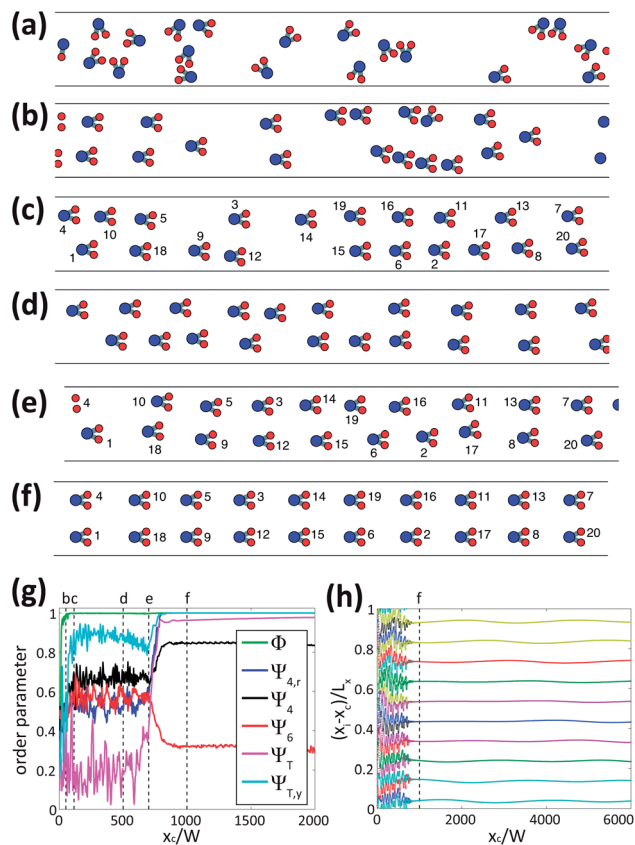 (a)
(b)
(c)
3 19 16 11 13 7
4 10 5 14
1 18 9 12 15 6 2 17 8 20
(d)
(e)
4 10 5 3 14 19 16 11 13 7
1 18 9 12 15 6 2 17 8 20
(f)
4 10 5 3 14 19 16 11 13 7
1 18 9 12 15 6 2 17 8 20
(g)
b c d e f
order parameter
1
0.8
0.6
0.4
0.2
0
0 500 1000 1500 2000
x_c/W
Φ
Ψ_4,r
Ψ_4
Ψ_6
Ψ_T
Ψ_T,y
(h)
f
(x_i-x_c)/L_x
1
0.8
0.6
0.4
0.2
0
0 2000 4000 6000
x_c/W